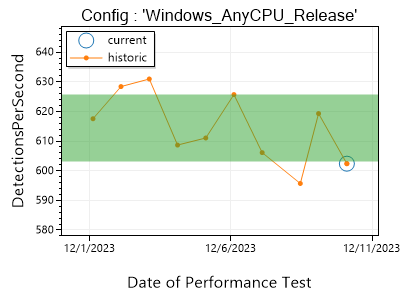 Config : 'Windows_AnyCPU_Release'
current
historic
DetectionsPerSecond
640
630
620
610
600
590
580
12/1/2023
12/6/2023
12/11/2023
Date of Performance Test